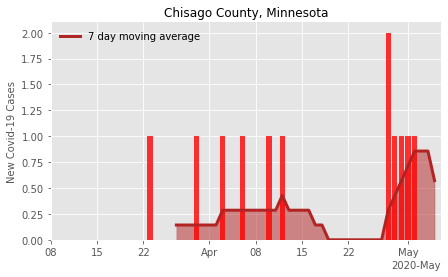 Chisago County, Minnesota
7 day moving average
New Covid-19 Cases
2.00
1.75
1.50
1.25
1.00
0.75
0.50
0.25
0.00
08 15 22 Apr 08 15 22 May
2020-May